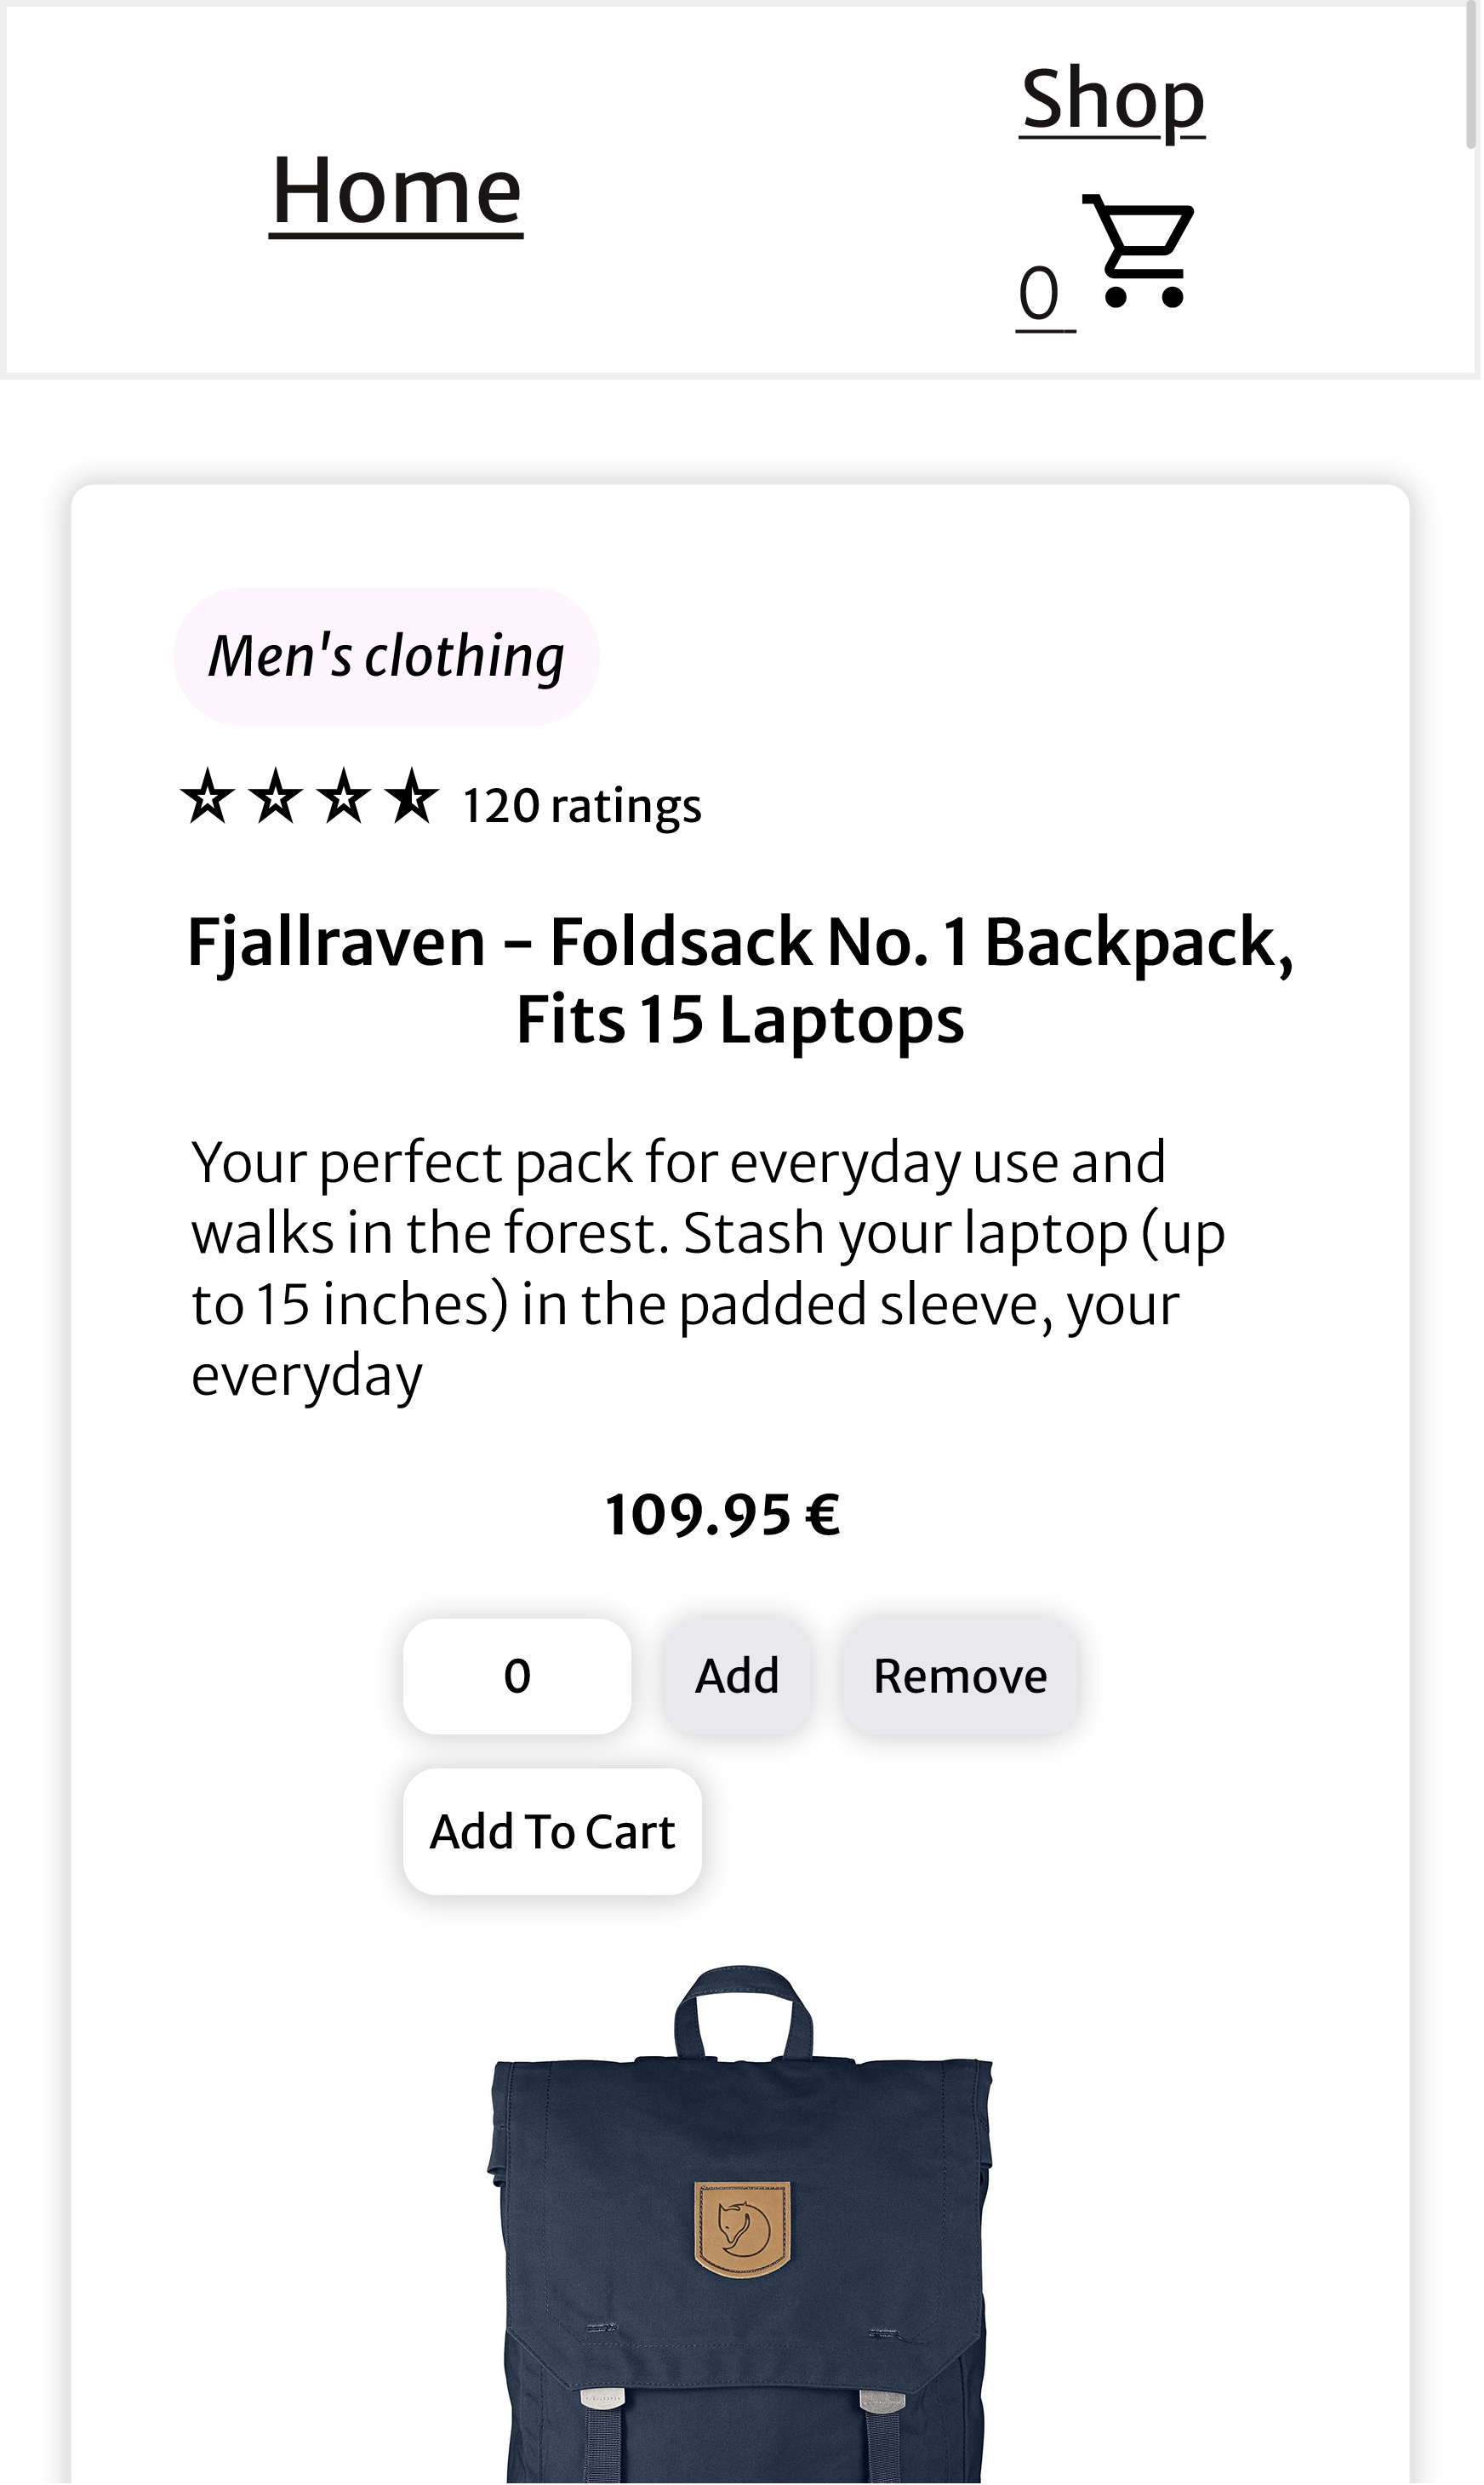 Home
Shop
0
Men's clothing
120 ratings
Fjallraven - Foldsack No. 1 Backpack,
Fits 15 Laptops
Your perfect pack for everyday use and
walks in the forest. Stash your laptop (up
to 15 inches) in the padded sleeve, your
everyday
109.95 €
0 Add Remove
Add To Cart